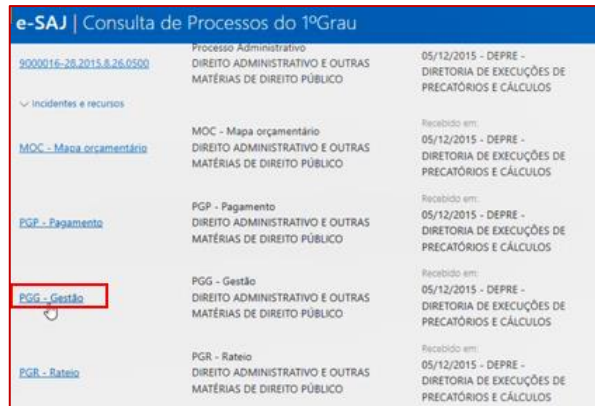 e-SAJ | Consulta de Processos do 1ºGrau
Processo Administrativo
9000016-28.2015.8.26.0500
DIREITO ADMINISTRATIVO E OUTRAS
MATÉRIAS DE DIREITO PÚBLICO
05/12/2015 - DEPRE -
DIRETORIA DE EXECUÇÕES DE
PRECATÓRIOS E CÁLCULOS
Incidentes e recursos
MOC - Mapa orçamentário
MOC - Mapa orçamentário
DIREITO ADMINISTRATIVO E OUTRAS
MATÉRIAS DE DIREITO PÚBLICO
Recebido em:
05/12/2015 - DEPRE -
DIRETORIA DE EXECUÇÕES DE
PRECATÓRIOS E CÁLCULOS
PGP - Pagamento
PGP - Pagamento
DIREITO ADMINISTRATIVO E OUTRAS
MATÉRIAS DE DIREITO PÚBLICO
Recebido em:
05/12/2015 - DEPRE -
DIRETORIA DE EXECUÇÕES DE
PRECATÓRIOS E CÁLCULOS
PGG - Gestão
PGG - Gestão
DIREITO ADMINISTRATIVO E OUTRAS
MATÉRIAS DE DIREITO PÚBLICO
Recebido em:
05/12/2015 - DEPRE -
DIRETORIA DE EXECUÇÕES DE
PRECATÓRIOS E CÁLCULOS
PGR - Rateio
PGR - Rateio
DIREITO ADMINISTRATIVO E OUTRAS
MATÉRIAS DE DIREITO PÚBLICO
Recebido em:
05/12/2015 - DEPRE -
DIRETORIA DE EXECUÇÕES DE
PRECATÓRIOS E CÁLCULOS